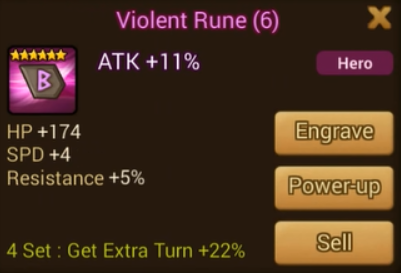 Violent Rune (6)
ATK +11%
Hero
HP +174
SPD +4
Resistance +5%
Engrave
Power-up
Sell
4 Set : Get Extra Turn +22%